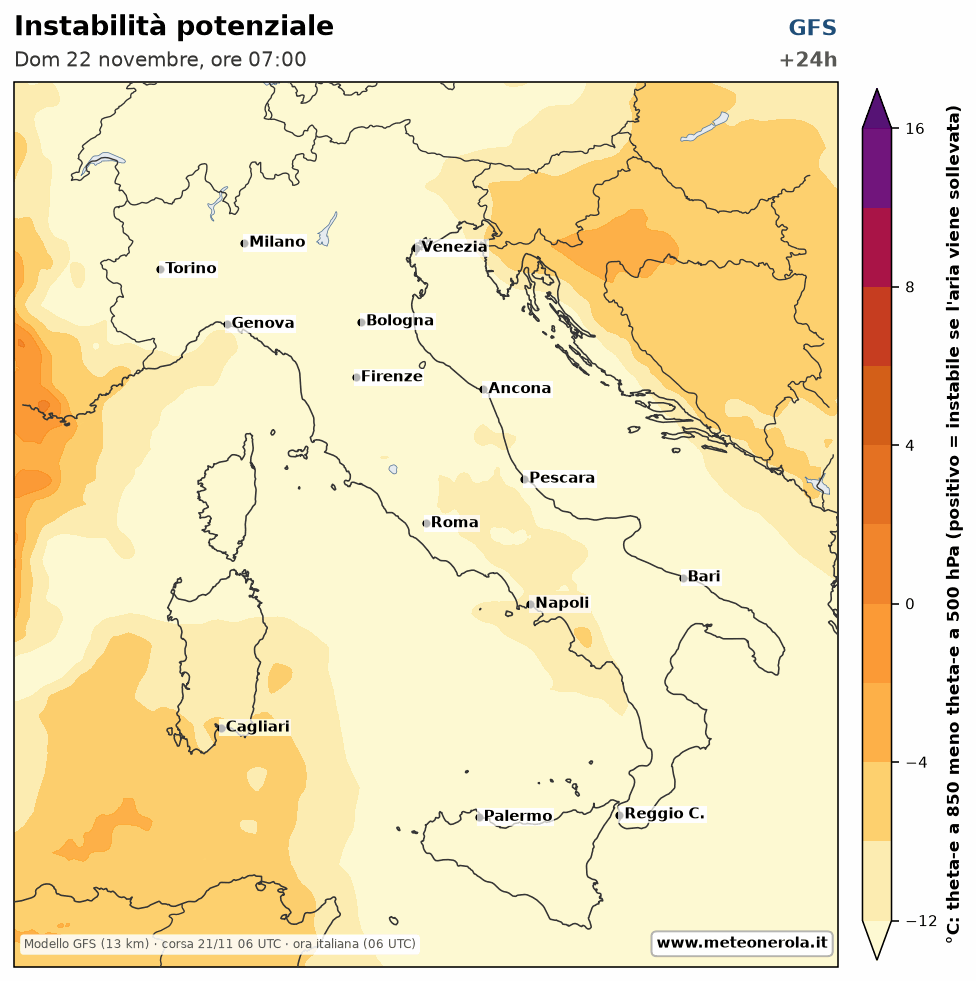 Instabilità potenziale
GFS
Dom 22 novembre, ore 07:00
+24h
16
8
4
0
−4
−12
°C: theta-e a 850 meno theta-e a 500 hPa (positivo = instabile se l'aria viene sollevata)
Milano
Venezia
Torino
Genova
Bologna
Firenze
Ancona
Pescara
Roma
Bari
Napoli
Cagliari
Palermo
Reggio C.
Modello GFS (13 km) · corsa 21/11 06 UTC · ora italiana (06 UTC)
www.meteonerola.it